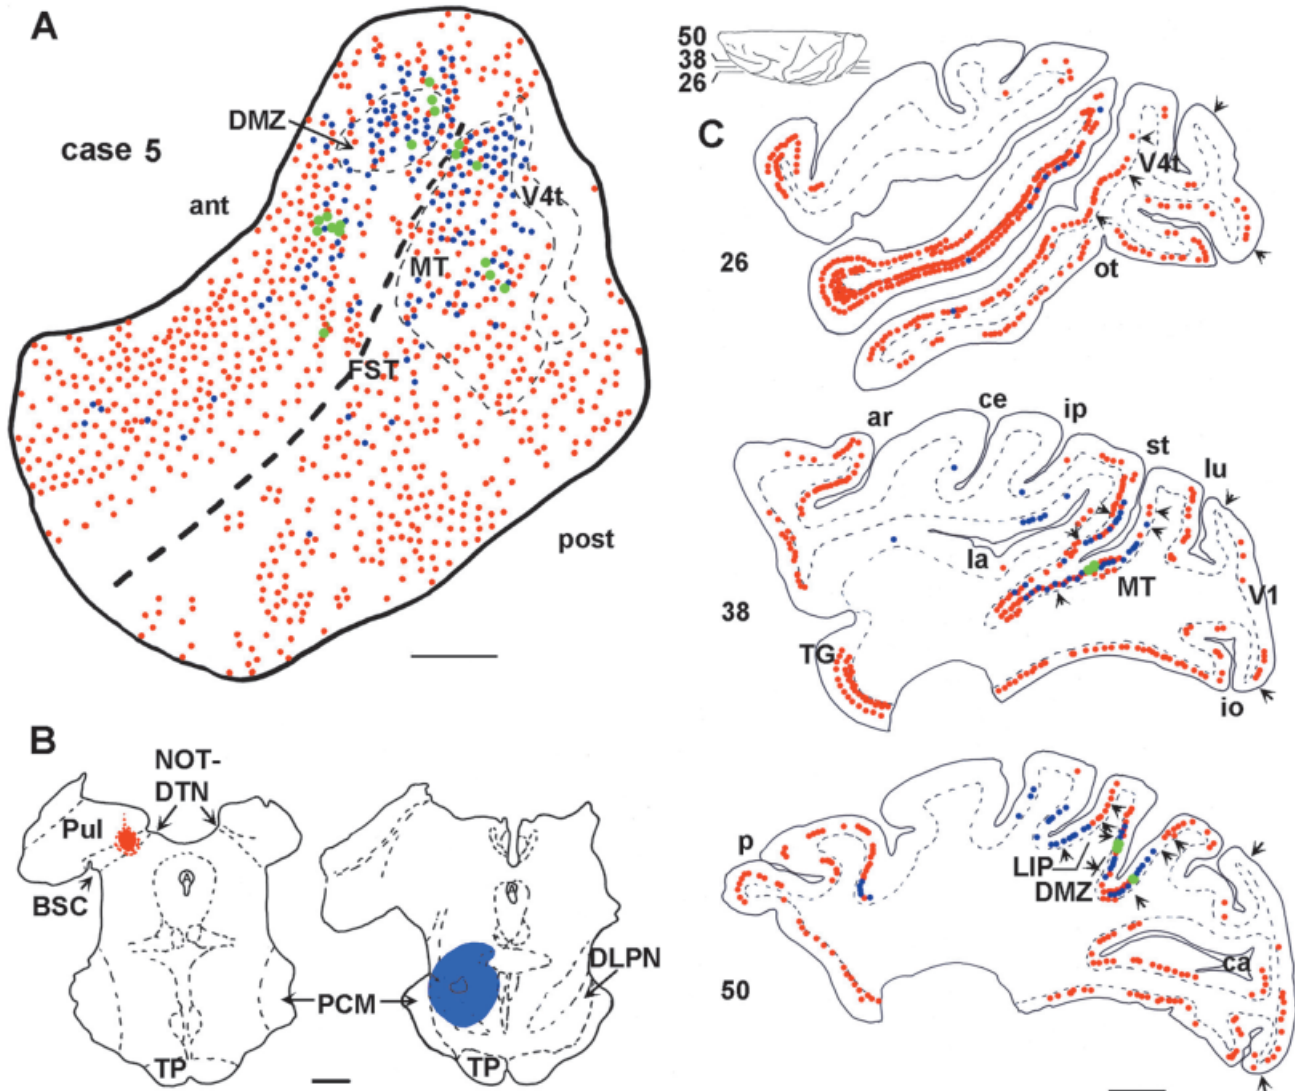 A
case 5
DMZ
ant
V4t
MT
FST
post
B
NOT-
DTN
Pul
BSC
PCM
TP
DLPN
TP
50
38
26
C
V4t
26
ot
ar
ce
ip
st
lu
la
MT
V1
38
TG
io
p
LIP
DMZ
ca
50